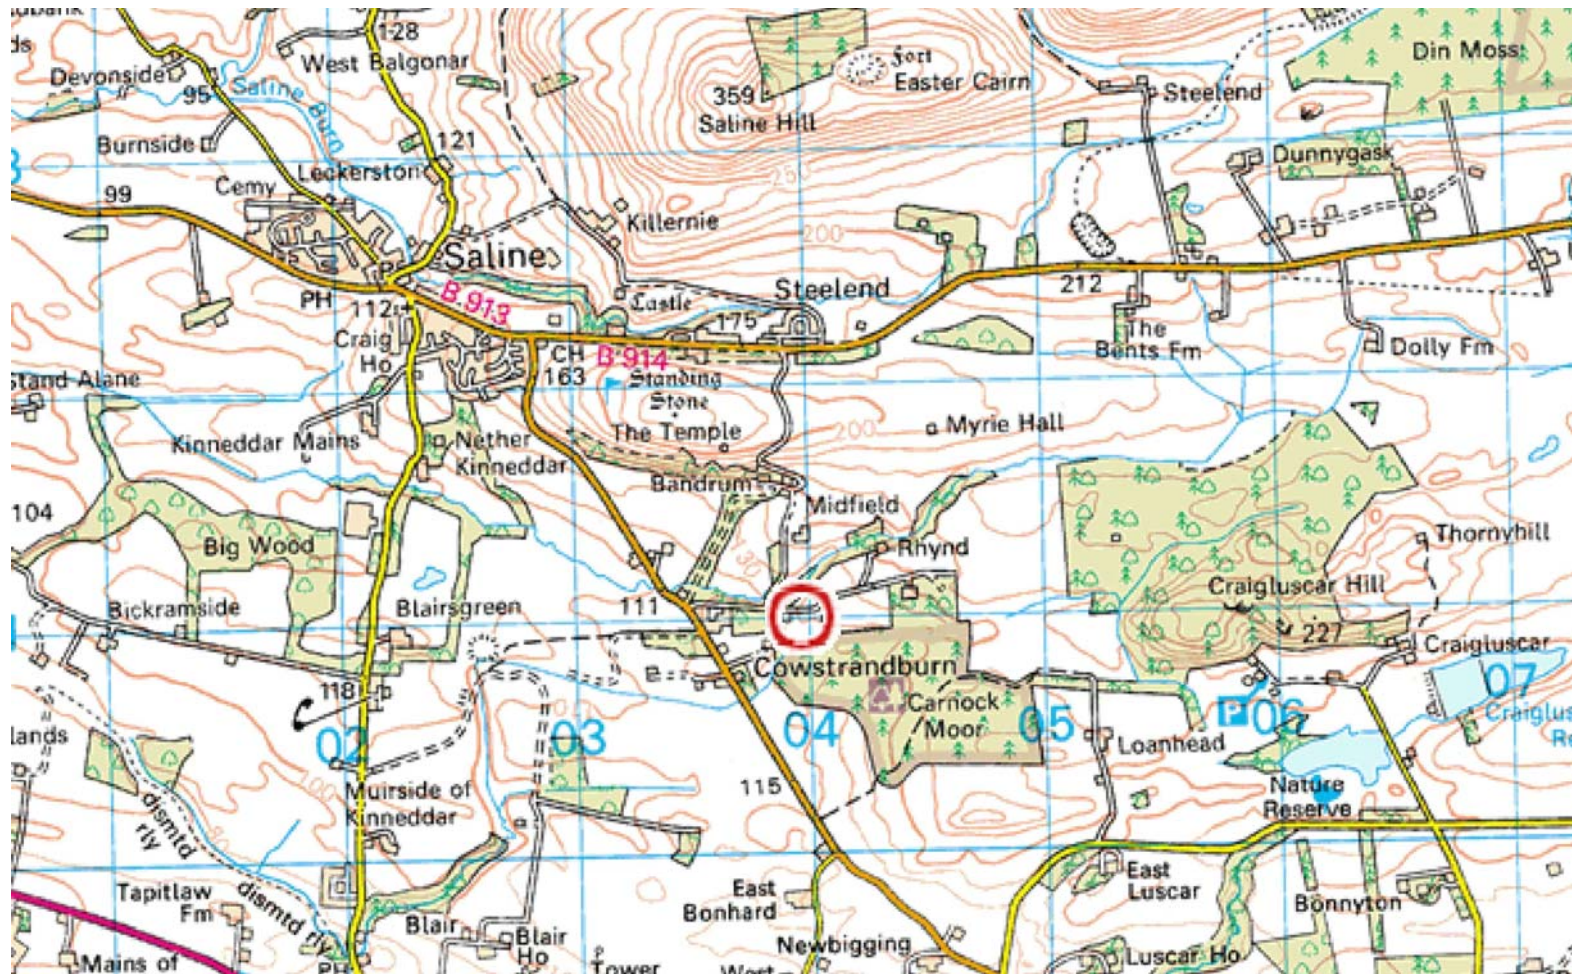 128
West Balgonar
Devonside
95
Saline Burn
Burnside
121
Leckerston
Cemy
99
Fort
Easter Cairn
359
Saline Hill
250
Steelend
Din Moss
Dunnygask
Killernie
Saline
200
PH
112
B 913
Castle
Steelend
175
212
Craig
Ho
CH
163
B 914
Standing
Stone
The Temple
The
Bents Fm
Dolly Fm
Kinneddar Mains
Nether
Kinneddar
200
Myrie Hall
Bandrum
Midfield
104
Big Wood
130
Rhynd
Thornyhill
Craigluscar Hill
227
Craigluscar
Bickramside
Blairsgreen
111
Cowstrandburn
118
Carnock
Moor
02
03
04
05
P
06
07
Loanhead
Nature
Reserve
100
115
Muirside of
Kinneddar
dismtd
rly
Tapitlaw
Fm
dismtd rly
Blair
Blair
Ho
PH
Mains of
Tower
East
Bonhard
Newbigging
West
East
Luscar
Luscar Ho
Bonnyton